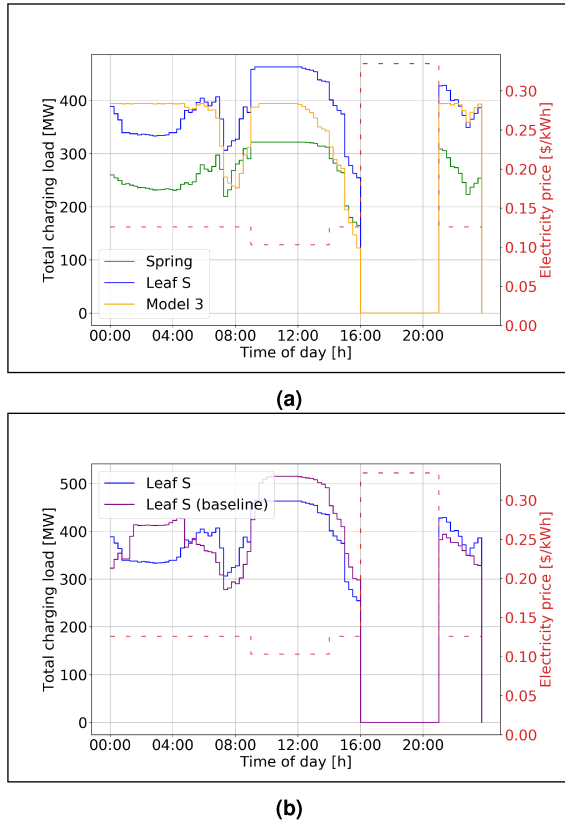 Total charging load [MW]
400
300
200
100
0
Spring
Leaf S
Model 3
0.30
0.25
0.20
0.15
0.10
0.05
0.00
Electricity price [$/kWh]
00:00 04:00 08:00 12:00 16:00 20:00
Time of day [h]
(a)
Total charging load [MW]
500
400
300
200
100
0
Leaf S
Leaf S (baseline)
0.30
0.25
0.20
0.15
0.10
0.05
0.00
Electricity price [$/kWh]
00:00 04:00 08:00 12:00 16:00 20:00
Time of day [h]
(b)